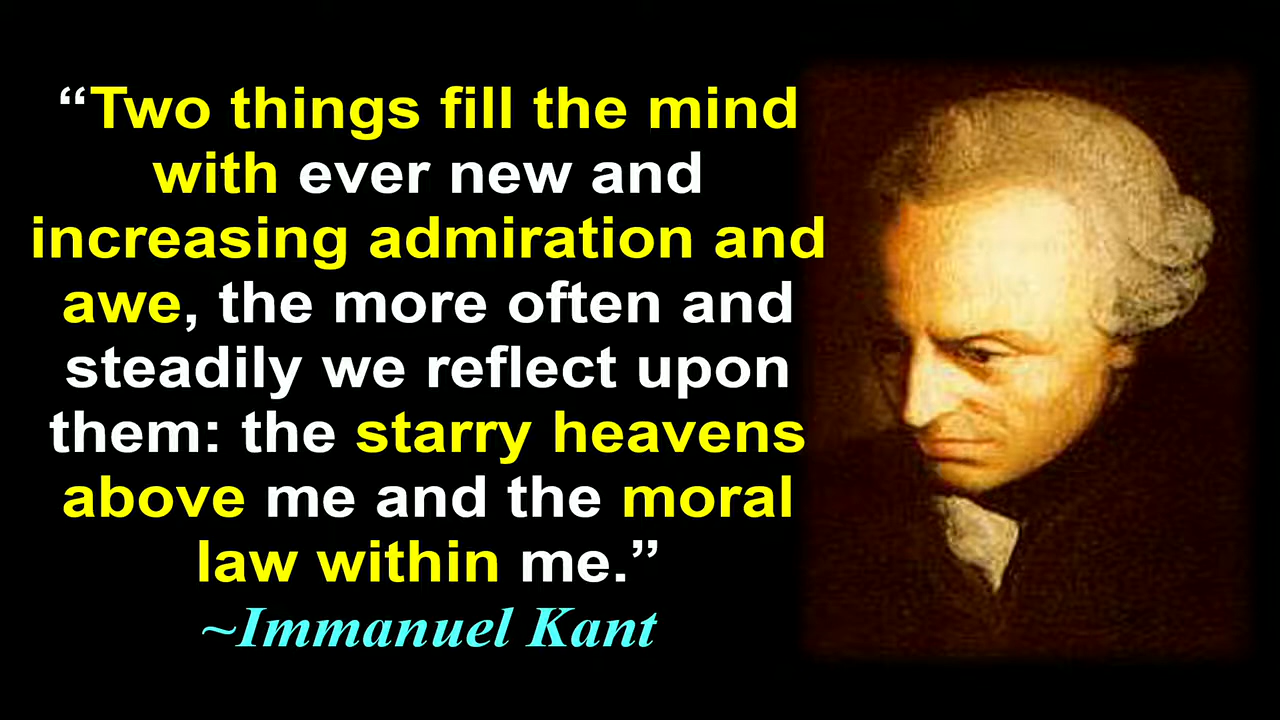 “Two things fill the mind
with ever new and
increasing admiration and
awe, the more often and
steadily we reflect upon
them: the starry heavens
above me and the moral
law within me.”
~Immanuel Kant